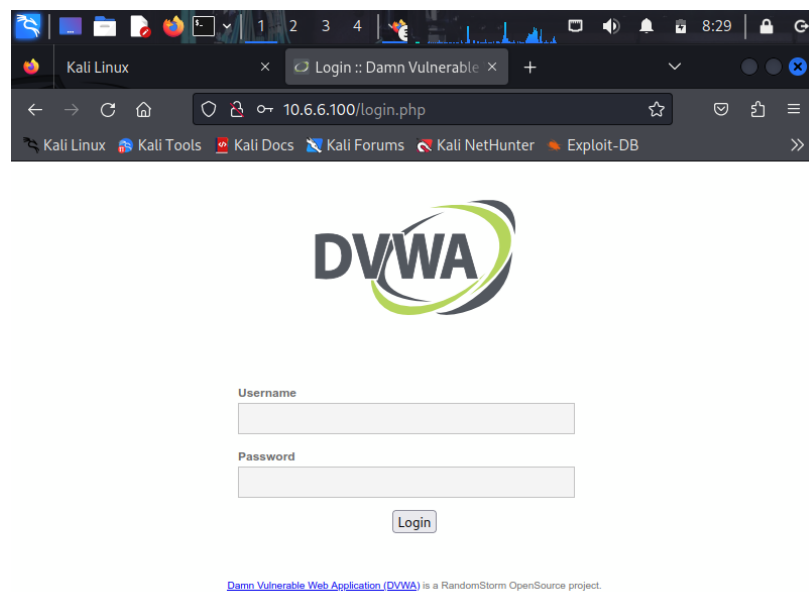 1 2 3 4 8:29
Kali Linux Login :: Damn Vulnerable
10.6.6.100/login.php
Kali Linux Kali Tools Kali Docs Kali Forums Kali NetHunter Exploit-DB
DVWA
Username
Password
Login
Damn Vulnerable Web Application (DVWA) is a RandomStorm OpenSource project.